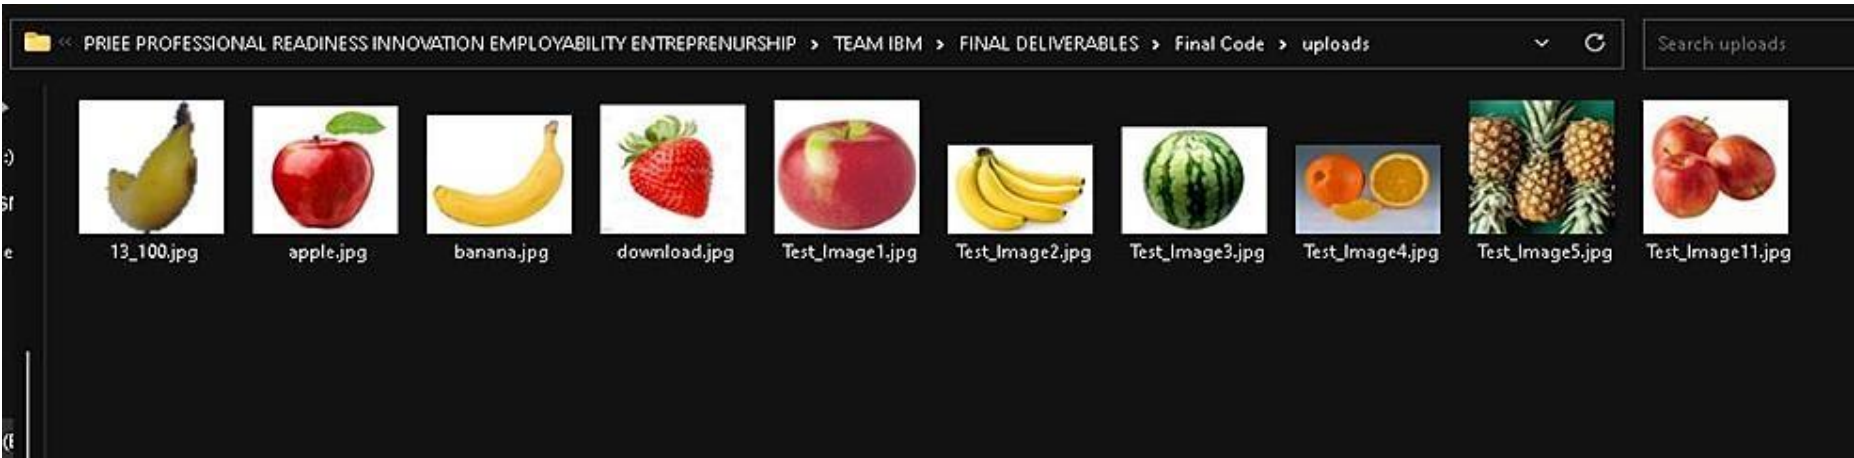 « PRIEE PROFESSIONAL READINESS INNOVATION EMPLOYABILITY ENTREPRENURSHIP > TEAM IBM > FINAL DELIVERABLES > Final Code > uploads
Search uploads
13_100.jpg apple.jpg banana.jpg download.jpg Test_Image1.jpg Test_Image2.jpg Test_Image3.jpg Test_Image4.jpg Test_Image5.jpg Test_Image11.jpg